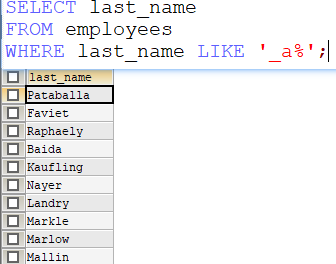 SELECT last_name
FROM employees
WHERE last_name LIKE '_a%';
last_name
Pataballa
Faviet
Raphaely
Baida
Kaufling
Nayer
Landry
Markle
Marlow
Mallin